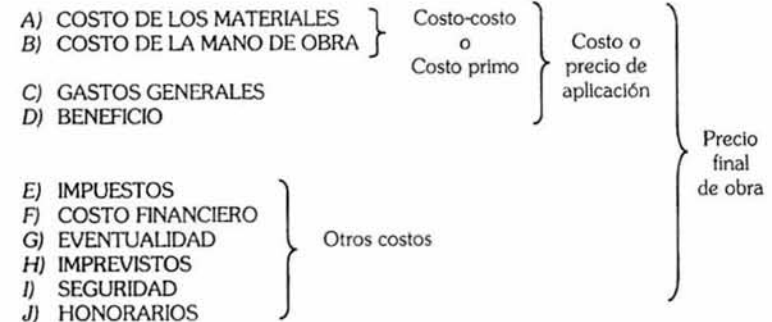 A) COSTO DE LOS MATERIALES
B) COSTO DE LA MANO DE OBRA
Costo-costo
o
Costo primo
C) GASTOS GENERALES
D) BENEFICIO
Costo o
precio de
aplicación
E) IMPUESTOS
F) COSTO FINANCIERO
G) EVENTUALIDAD
H) IMPREVISTOS
I) SEGURIDAD
J) HONORARIOS
Otros costos
Precio
final
de obra